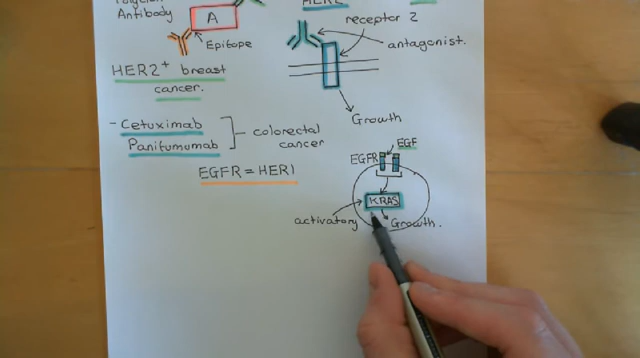 Antibody
A
Epitope
HER2
receptor 2
antagonist.
HER2+ breast
cancer.
Growth
- Cetuximab
Panitumumab
colorectal
cancer
EGFR = HER1
EGF
EGFR
KRAS
activatory
Growth.